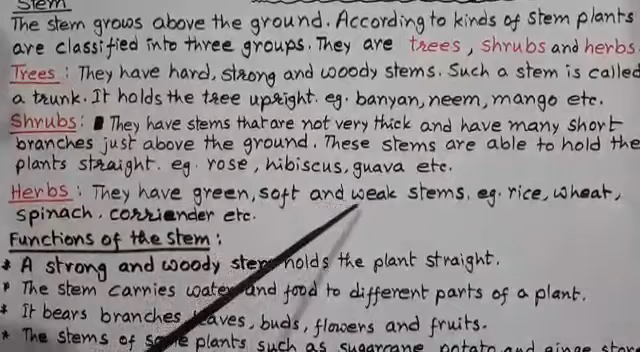 Stem
The stem grows above the ground. According to kinds of stem plants
are classified into three groups. They are trees, shrubs and herbs.
Trees : They have hard, strong and woody stems. Such a stem is called
a trunk. It holds the tree upright. eg. banyan, neem, mango etc.
Shrubs : They have stems that are not very thick and have many short
branches just above the ground. These stems are able to hold the
plants straight. eg. rose, hibiscus, guava etc.
Herbs : They have green, soft and weak stems. eg. rice, wheat,
spinach, corriander etc.
Functions of the stem :
* A strong and woody stem holds the plant straight.
* The stem carries water and food to different parts of a plant.
* It bears branches, leaves, buds, flowers and fruits.
* The stems of some plants such as sugarcane, potato and ginger